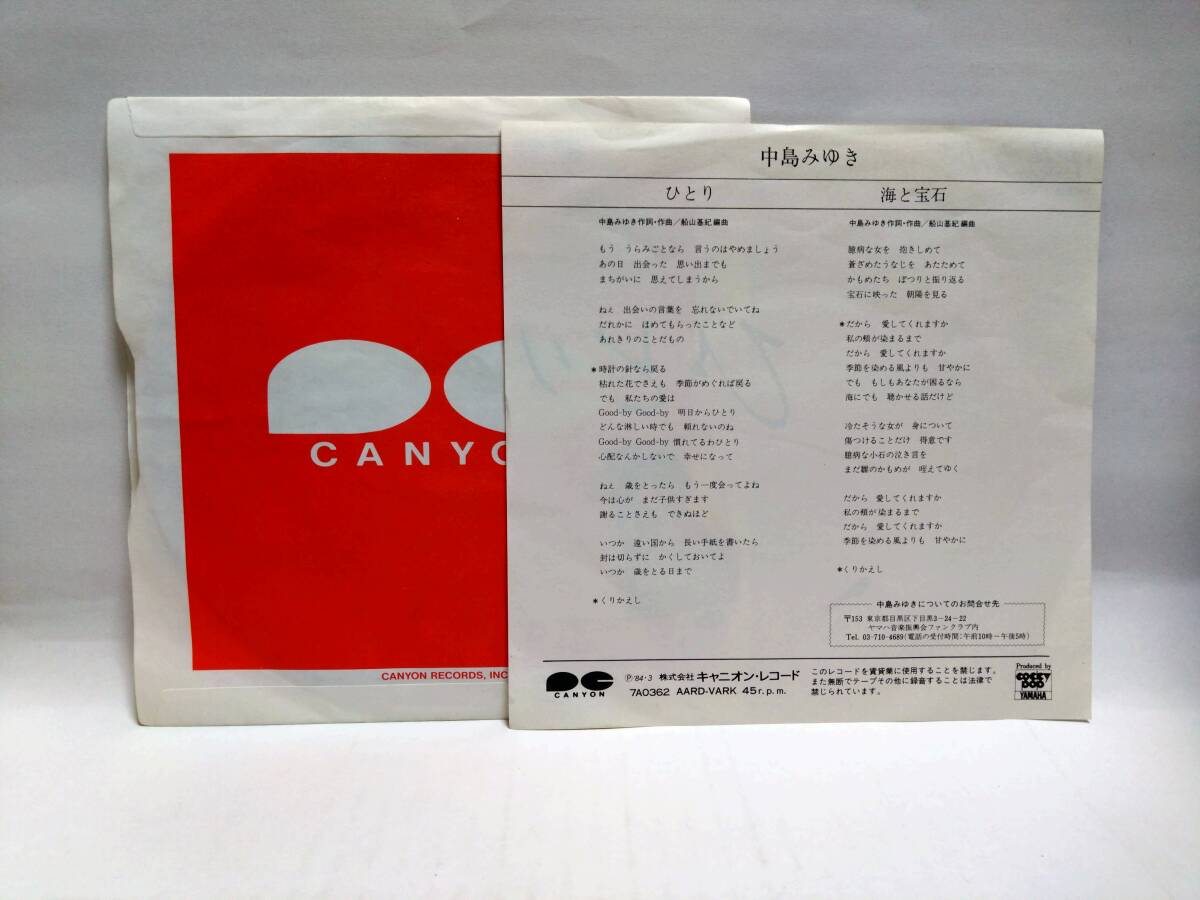 CANYO
CANYON RECORDS, INC
中島みゆき
ひとり
中島みゆき作詞・作曲／船山基紀編曲
もう うらみごとなら 言うのはやめましょう
あの日 出会った 思い出までも
まちがいに 思えてしまうから
ねぇ 出会いの言葉を 忘れないでいてね
だれかに ほめてもらったことなど
あれきりのことだもの
＊時計の針なら戻る
枯れた花でさえも 季節がめぐれば戻る
でも 私たちの愛は
Good-by Good-by 明日からひとり
どんな淋しい時でも 頼れないのね
Good-by Good-by 慣れてるわひとり
心配なんかしないで 幸せになって
ねぇ 歳をとったら もう一度会ってよね
今は心が まだ子供すぎます
謝ることさえも できぬほど
いつか 遠い国から 長い手紙を書いたら
封は切らずに かくしておいてよ
いつか 歳をとる日まで
＊くりかえし
海と宝石
中島みゆき作詞・作曲／船山基紀編曲
臆病な女を 抱きしめて
蒼ざめたうなじを あたためて
かもめたち ぽつりと振り返る
宝石に映った 朝陽を見る
＊だから 愛してくれますか
私の頬が染まるまで
だから 愛してくれますか
季節を染める風よりも 甘やかに
でも もしもあなたが困るなら
海にでも 聴かせる話だけど
冷たそうな女が 身について
傷つけることだけ 得意です
臆病な小石の泣き言を
まだ雛のかもめが 咥えてゆく
だから 愛してくれますか
私の頬が染まるまで
だから 愛してくれますか
季節を染める風よりも 甘やかに
＊くりかえし
中島みゆきについてのお問合せ先
〒153 東京都目黒区下目黒3-24-22
ヤマハ音楽振興会ファンクラブ内
Tel. 03-710-4689(電話の受付時間：午前10時〜午後5時)
CANYON
Ⓟ'84・3 株式会社 キャニオン・レコード
7A0362 AARD-VARK 45r.p.m.
このレコードを賃貸業に使用することを禁じます。
また無断でテープその他に録音することは法律で
禁じられています。
Produced by
COCKY
POP
YAMAHA